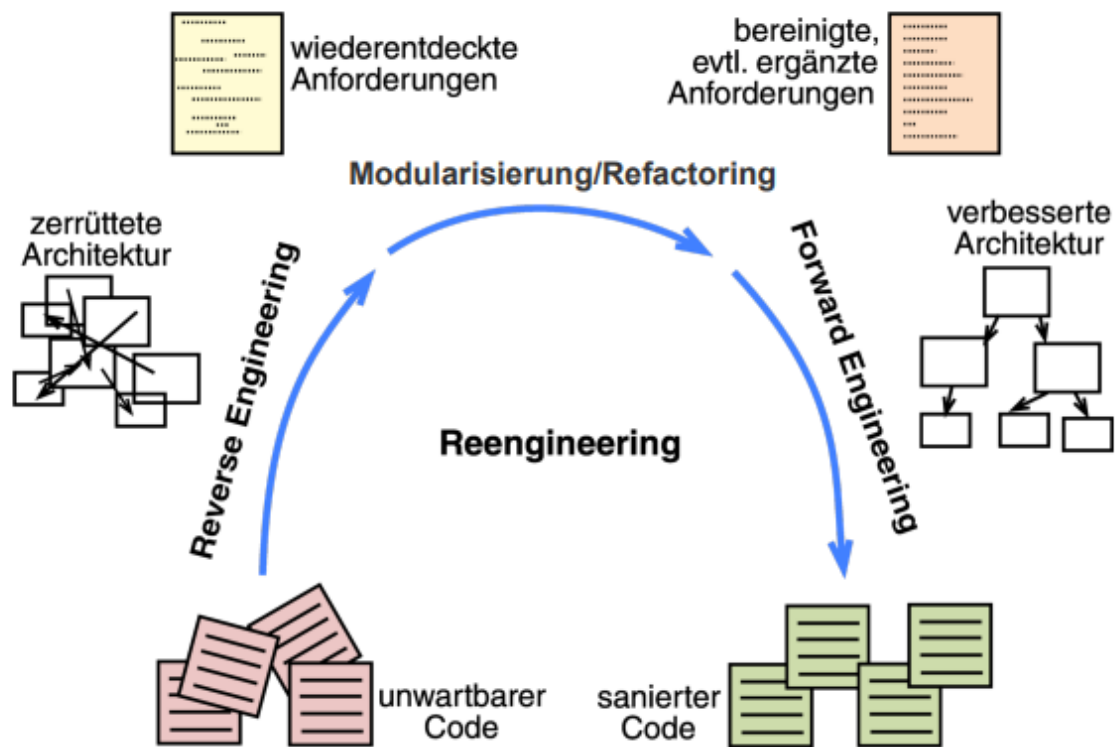 wiederentdeckte
Anforderungen
bereinigte,
evtl. ergänzte
Anforderungen
Modularisierung/Refactoring
zerrüttete
Architektur
verbesserte
Architektur
Reverse Engineering
Forward Engineering
Reengineering
unwartbarer
Code
sanierter
Code